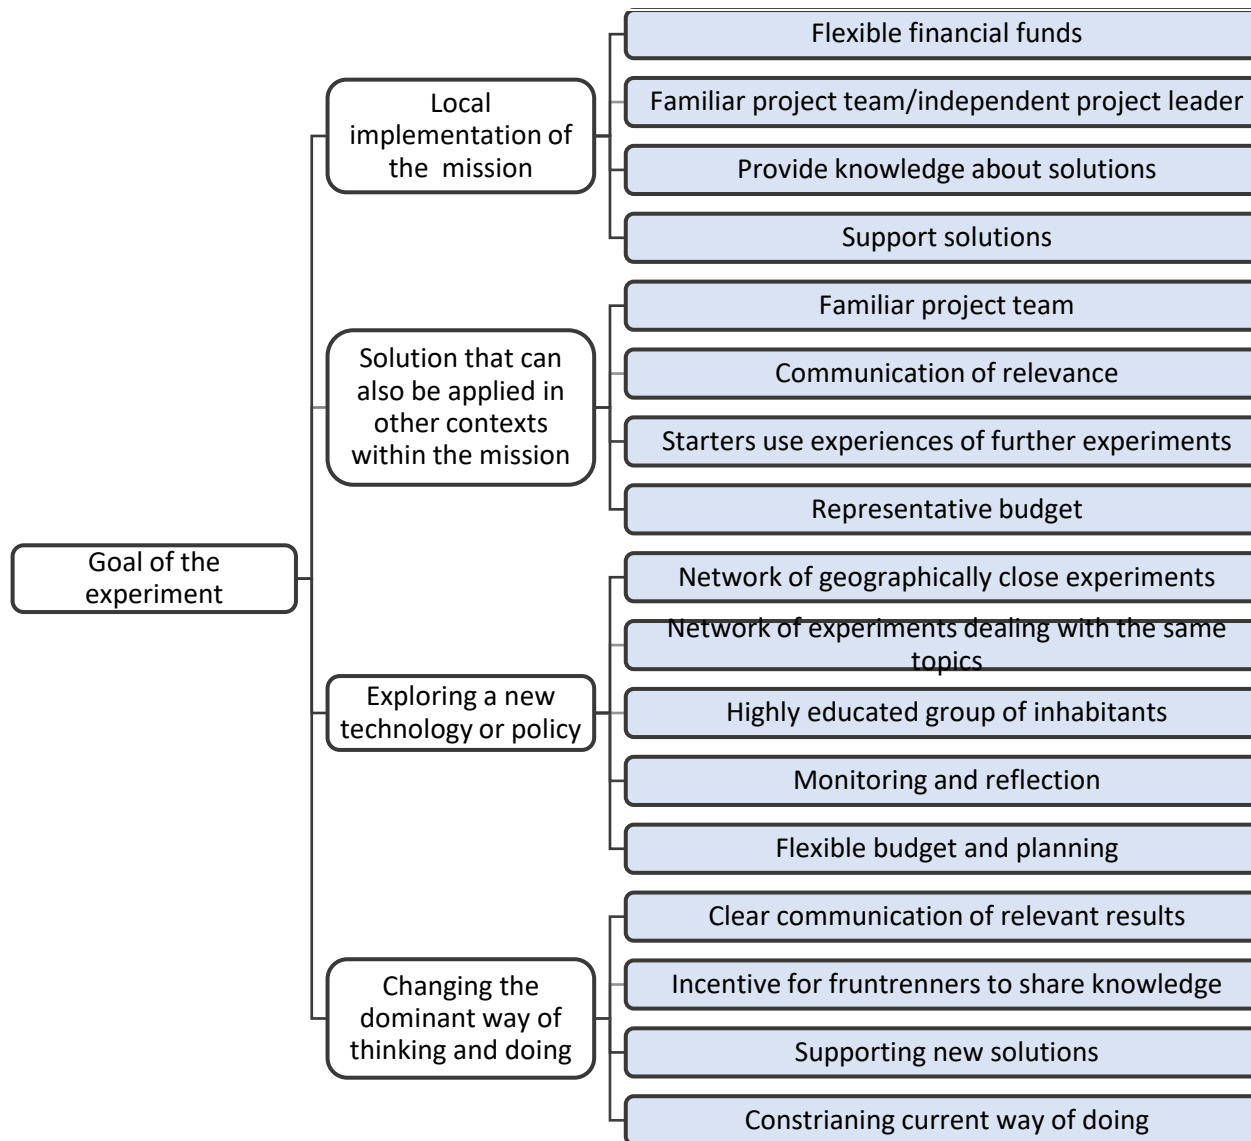 Goal of the
experiment
Local
implementation of
the mission
Flexible financial funds
Familiar project team/independent project leader
Provide knowledge about solutions
Support solutions
Solution that can
also be applied in
other contexts
within the mission
Familiar project team
Communication of relevance
Starters use experiences of further experiments
Representative budget
Exploring a new
technology or policy
Network of geographically close experiments
Network of experiments dealing with the same
topics
Highly educated group of inhabitants
Monitoring and reflection
Flexible budget and planning
Changing the
dominant way of
thinking and doing
Clear communication of relevant results
Incentive for fruntrenners to share knowledge
Supporting new solutions
Constrianing current way of doing